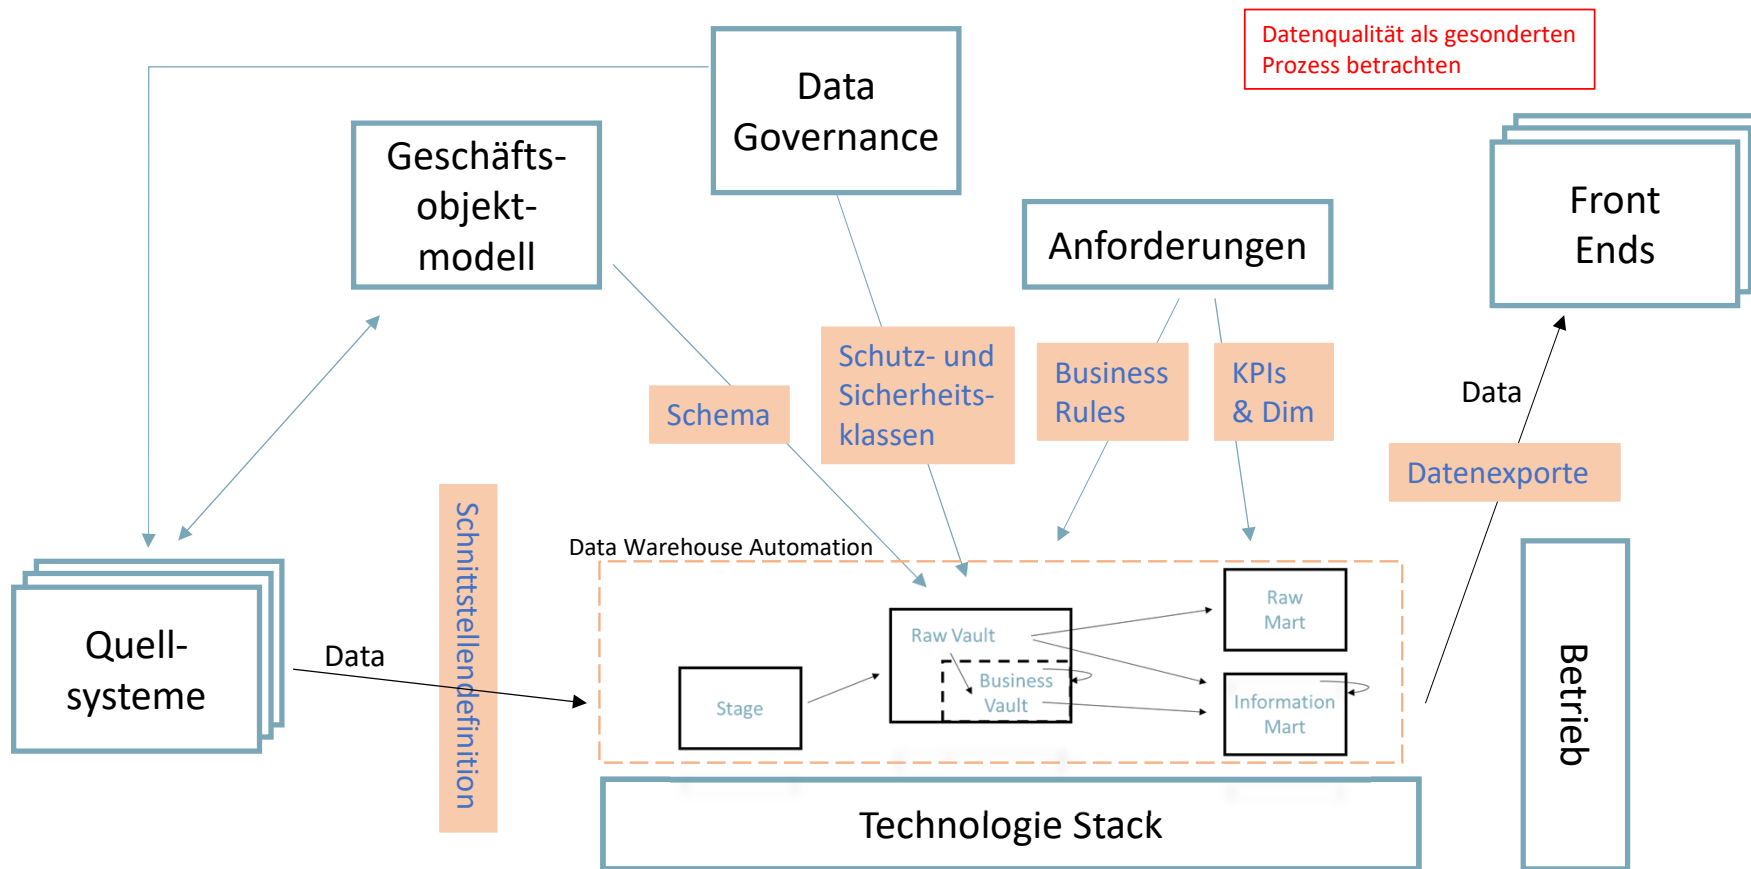 Datenqualität als gesonderten
Prozess betrachten
Data
Governance
Geschäfts-
objekt-
modell
Anforderungen
Front
Ends
Schutz- und
Sicherheits-
klassen
Business
Rules
KPIs
& Dim
Schema
Data
Datenexporte
Schnittstellendefinition
Data Warehouse Automation
Quell-
systeme
Data
Stage
Raw Vault
Business
Vault
Raw
Mart
Information
Mart
Betrieb
Technologie Stack